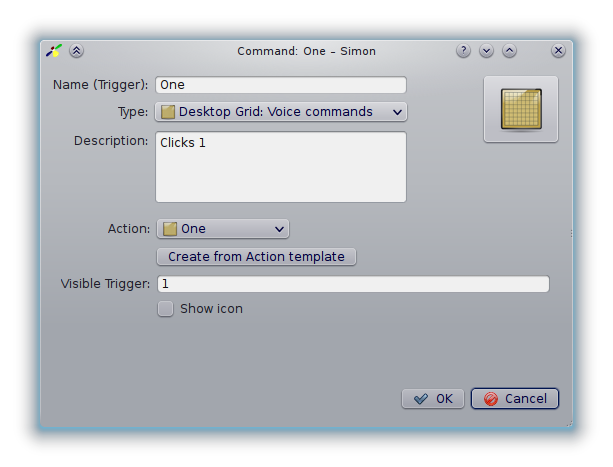 Command: One – Simon
Name (Trigger): One
Type: Desktop Grid: Voice commands
Description: Clicks 1
Action: One
Create from Action template
Visible Trigger: 1
Show icon
OK Cancel